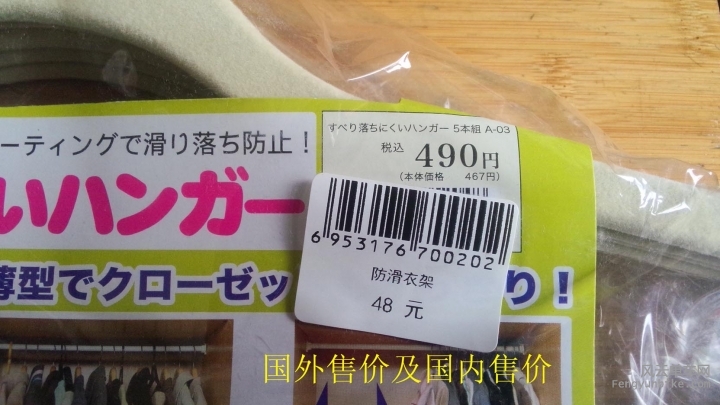 すべり落ちにくいハンガー 5本組 A-03
税込 490円
(本体価格 467円)
ーティングで滑り落ち防止!
いハンガー
6 953176 700202
防滑衣架
48 元
薄型でクローゼッ
り!
国外售价及国内售价